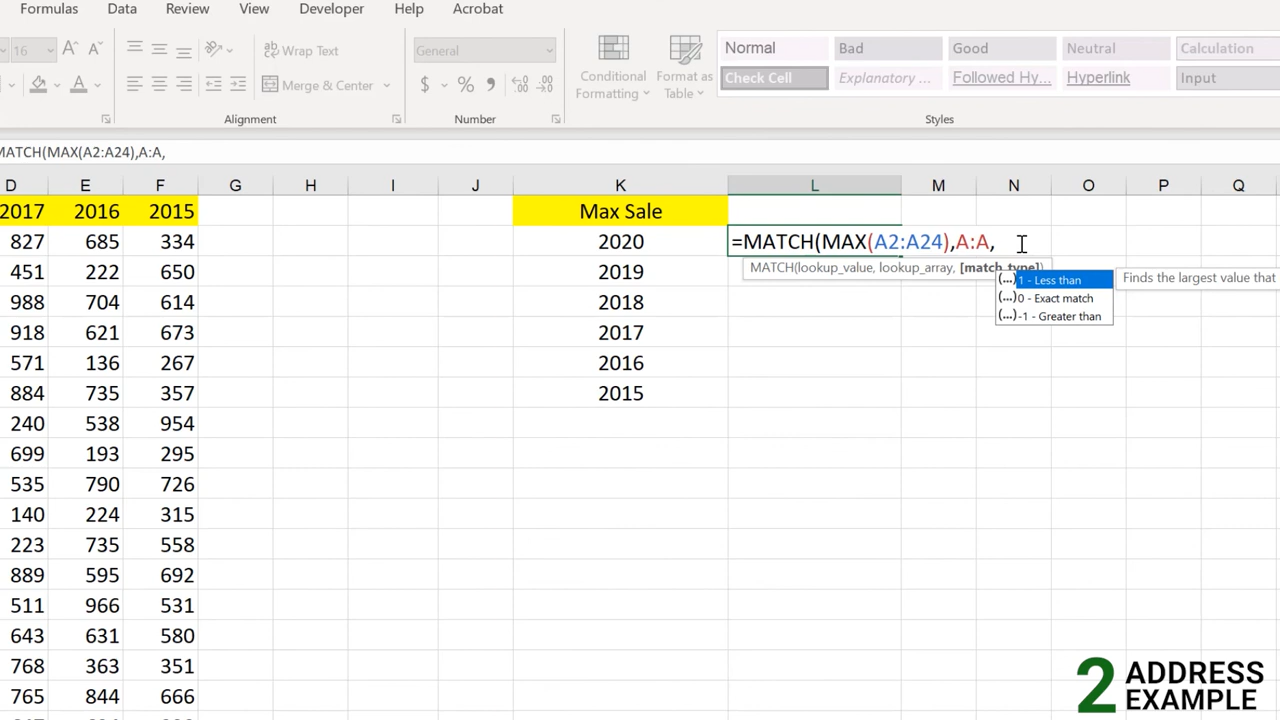 Formulas Data Review View Developer Help Acrobat
16 Wrap Text General Normal Bad Good Neutral Calculation
Merge & Center $ % Conditional Formatting Format as Table Check Cell Explanatory ... Followed Hy... Hyperlink Input
Alignment Number Styles
MATCH(MAX(A2:A24),A:A,
D E F G H I J K L M N O P Q
2017 2016 2015 Max Sale
827 685 334 2020 =MATCH(MAX(A2:A24),A:A,
451 222 650 2019 MATCH(lookup_value, lookup_array, [match_type])
1 - Less than Finds the largest value that
988 704 614 2018 0 - Exact match
-1 - Greater than
918 621 673 2017
571 136 267 2016
884 735 357 2015
240 538 954
699 193 295
535 790 726
140 224 315
223 735 558
889 595 692
511 966 531
643 631 580
768 363 351
765 844 666
2 ADDRESS
EXAMPLE